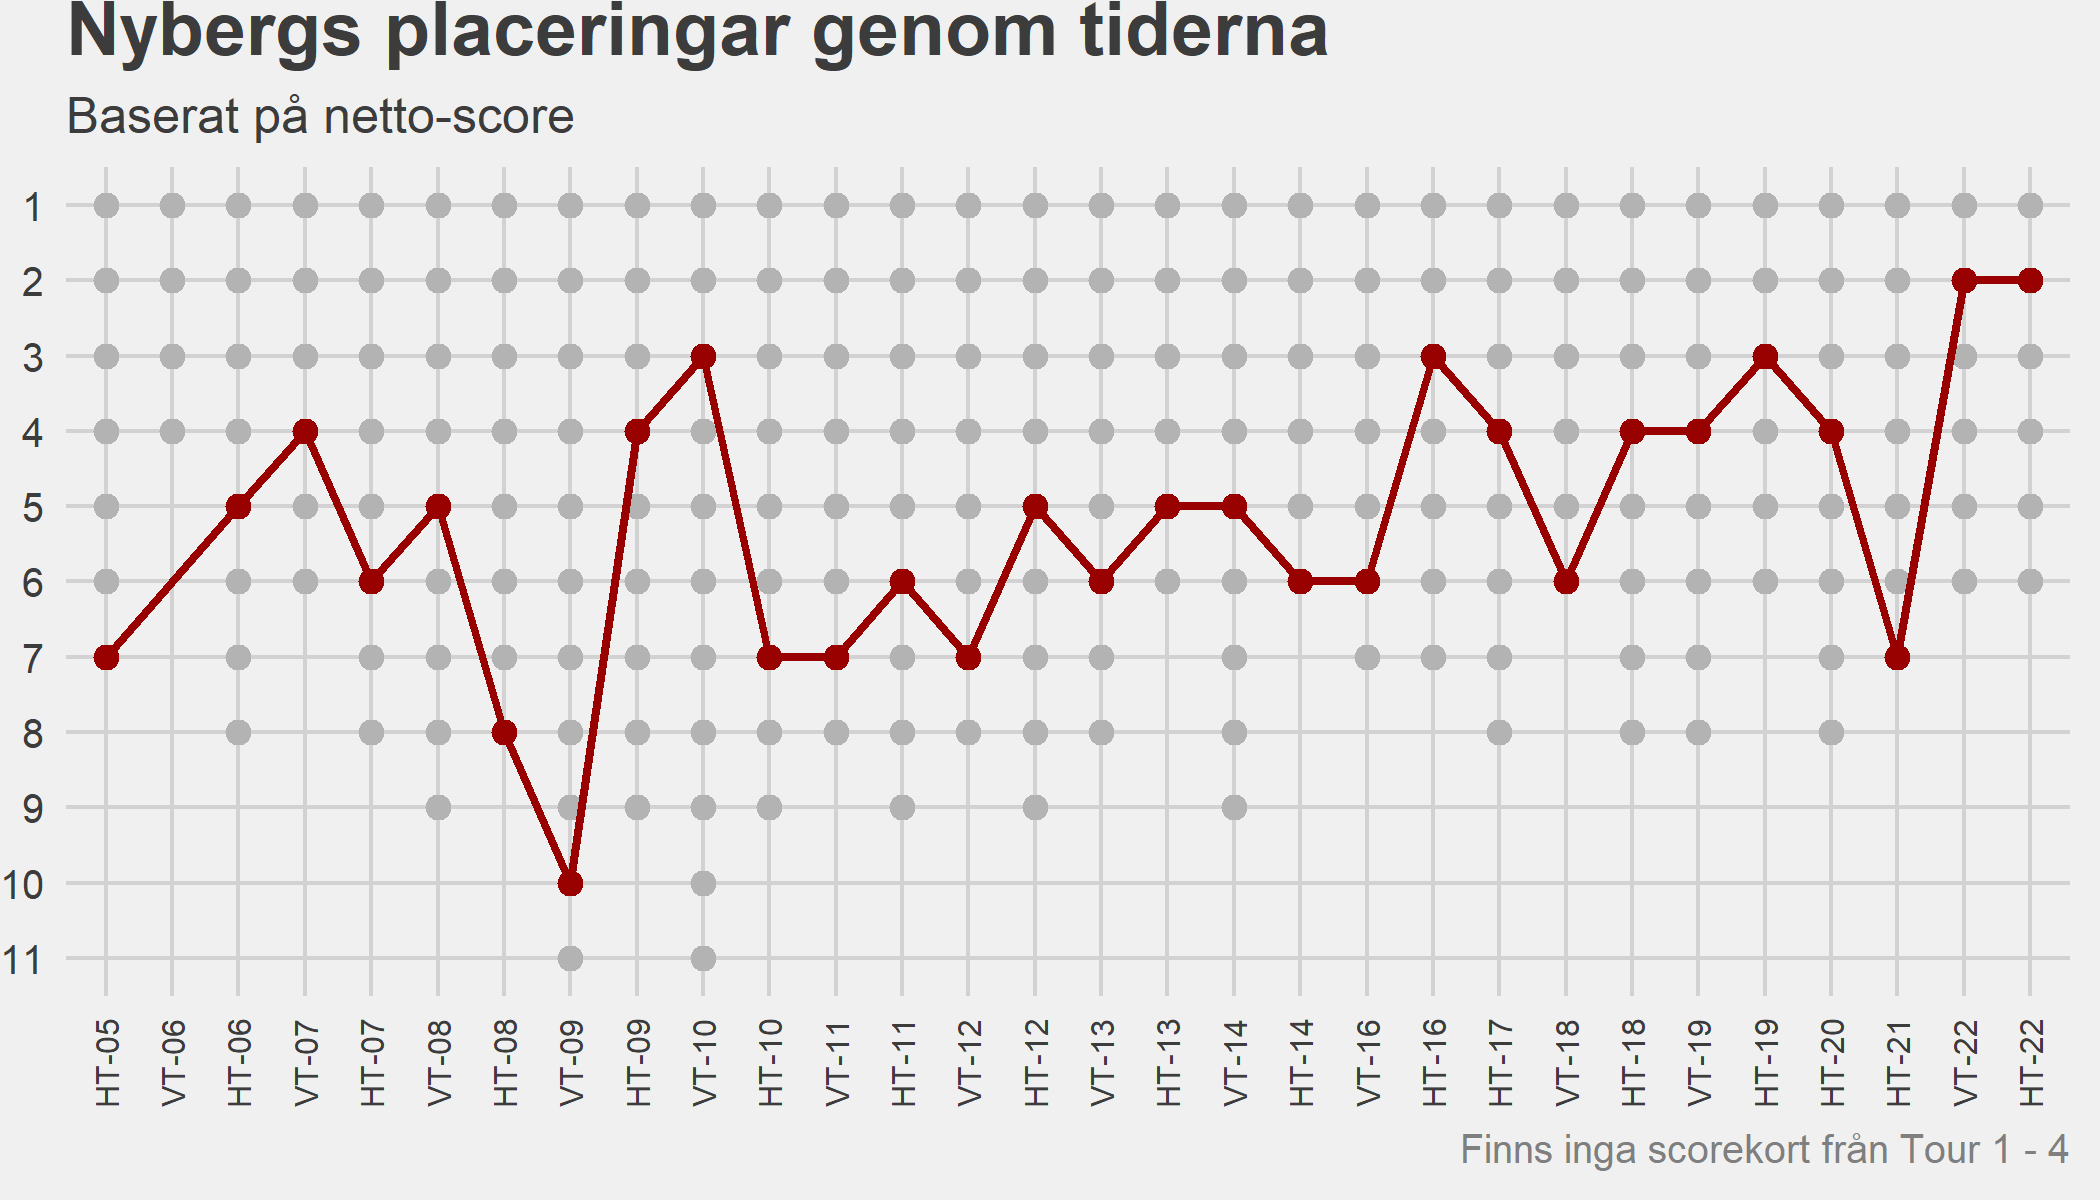 Nybergs placeringar genom tiderna
Baserat på netto-score
1
2
3
4
5
6
7
8
9
10
11
HT-05
VT-06
HT-06
VT-07
HT-07
VT-08
HT-08
VT-09
HT-09
VT-10
HT-10
VT-11
HT-11
VT-12
HT-12
VT-13
HT-13
VT-14
HT-14
VT-16
HT-16
HT-17
VT-18
HT-18
VT-19
HT-19
HT-20
HT-21
VT-22
HT-22
Finns inga scorekort från Tour 1 - 4